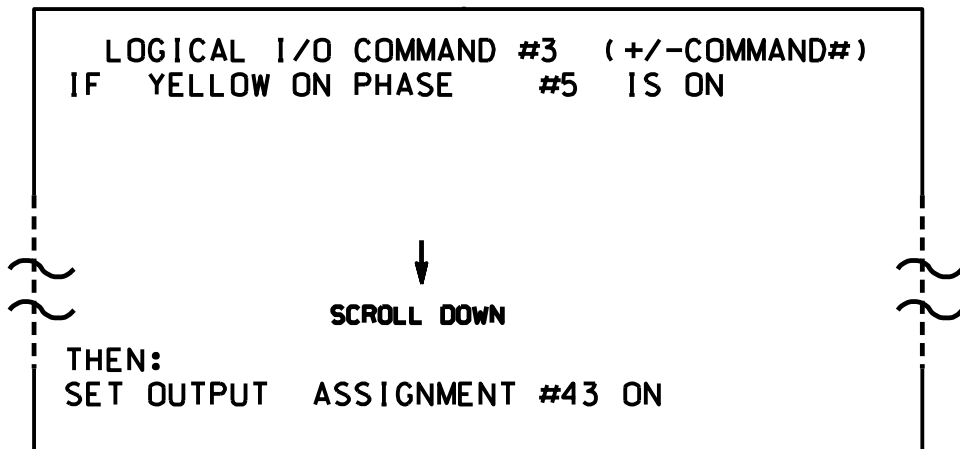 LOGICAL I/O COMMAND #3 (+/-COMMAND#)
IF YELLOW ON PHASE #5 IS ON
SCROLL DOWN
THEN:
SET OUTPUT ASSIGNMENT #43 ON